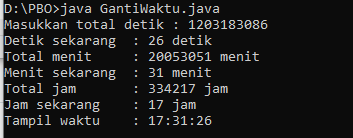 D:\PBO>java GantiWaktu.java
Masukkan total detik : 1203183086
Detik sekarang : 26 detik
Total menit : 20053051 menit
Menit sekarang : 31 menit
Total jam : 334217 jam
Jam sekarang : 17 jam
Tampil waktu : 17:31:26